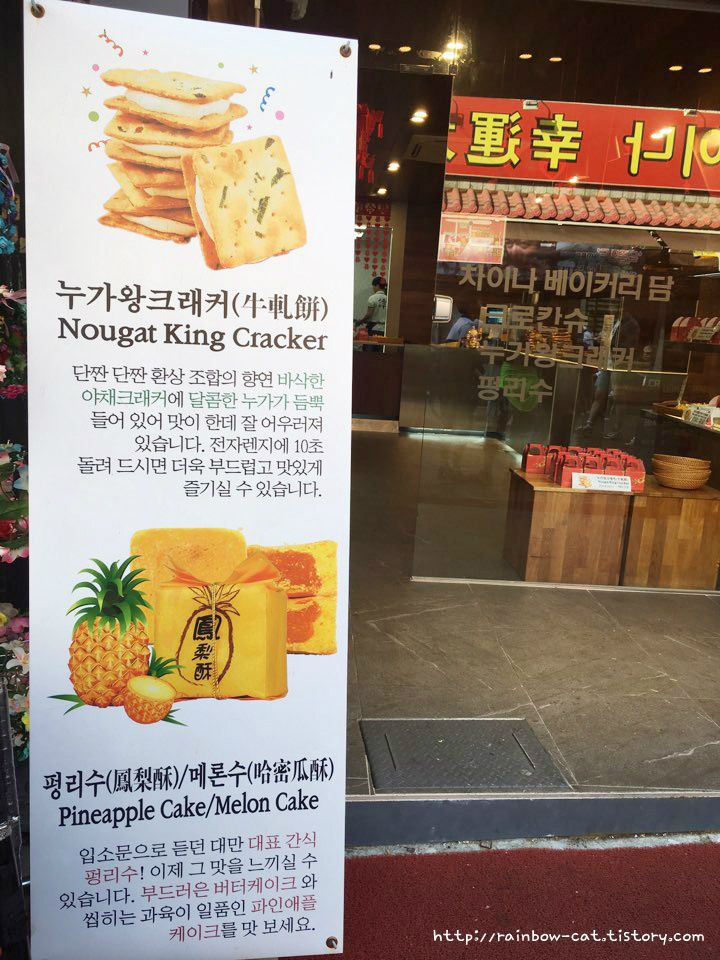 누가왕크래커(牛軋餅)
Nougat King Cracker
단짠 단짠 환상 조합의 향연 바삭한
야채크래커에 달콤한 누가가 듬뿍
들어 있어 맛이 한데 잘 어우러져
있습니다. 전자렌지에 10초
돌려 드시면 더욱 부드럽고 맛있게
즐기실 수 있습니다.
鳳梨酥
펑리수(鳳梨酥)/메론수(哈密瓜酥)
Pineapple Cake/Melon Cake
입소문으로 듣던 대만 대표 간식
펑리수! 이제 그 맛을 느끼실 수
있습니다. 부드러운 버터케이크 와
씹히는 과육이 일품인 파인애플
케이크를 맛 보세요.
幸運
이나
차이나 베이커리 담
누가왕크래커
펑리수
http://rainbow-cat.tistory.com